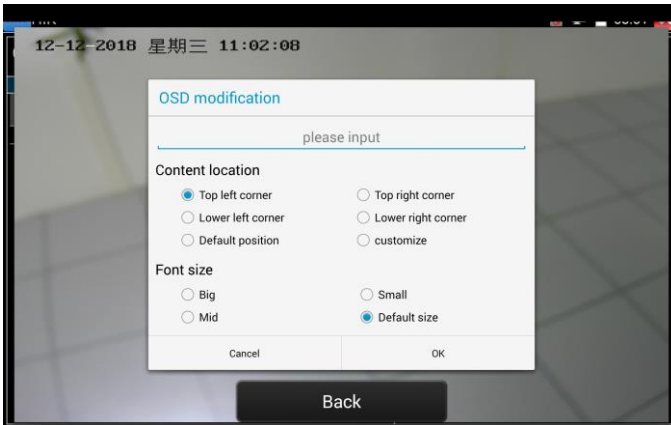 12-12-2018 星期三 11:02:08
OSD modification
please input
Content location
Top left corner
Top right corner
Lower left corner
Lower right corner
Default position
customize
Font size
Big
Small
Mid
Default size
Cancel
OK
Back